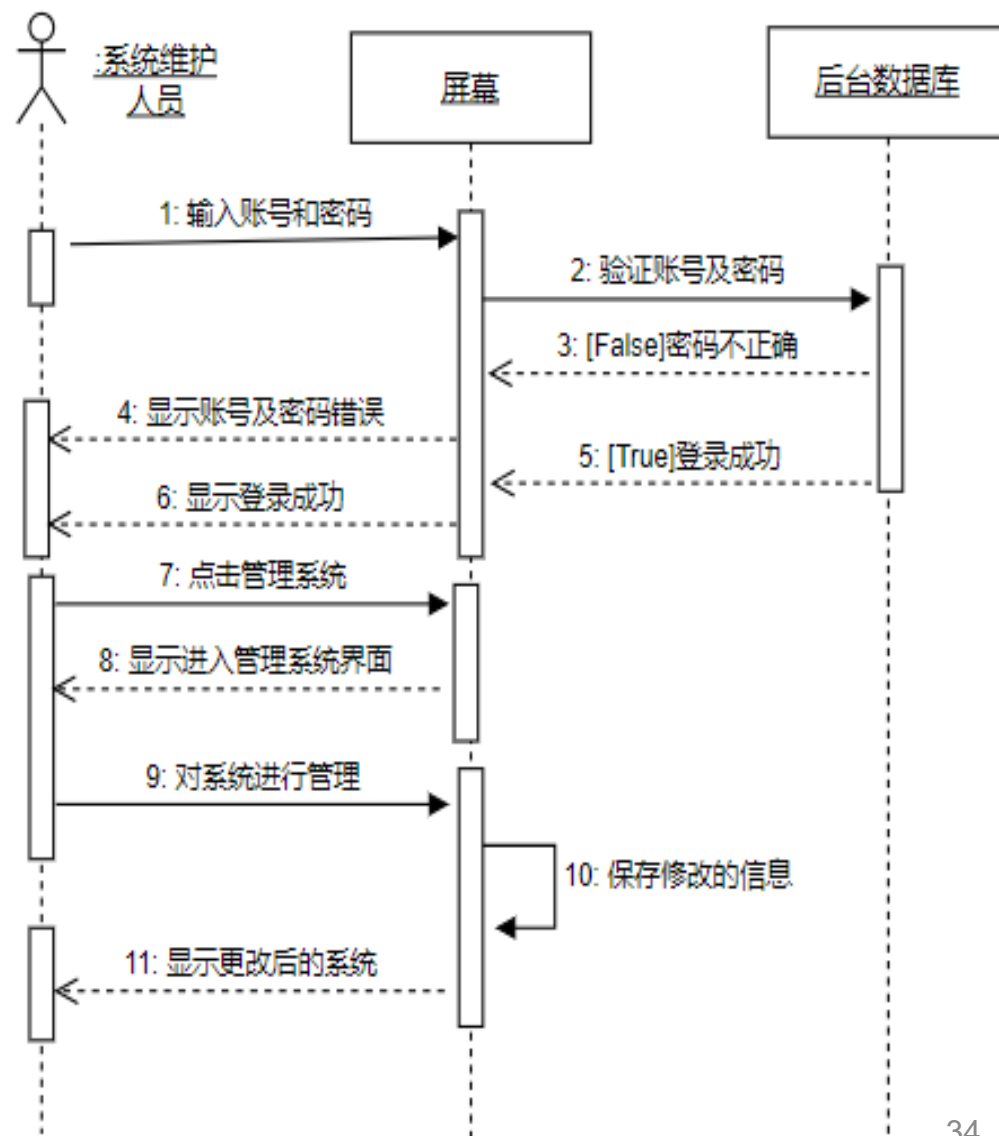 :系统维护
人员
屏幕
后台数据库
1: 输入账号和密码
2: 验证账号及密码
3: [False]密码不正确
4: 显示账号及密码错误
5: [True]登录成功
6: 显示登录成功
7: 点击管理系统
8: 显示进入管理系统界面
9: 对系统进行管理
10: 保存修改的信息
11: 显示更改后的系统
34